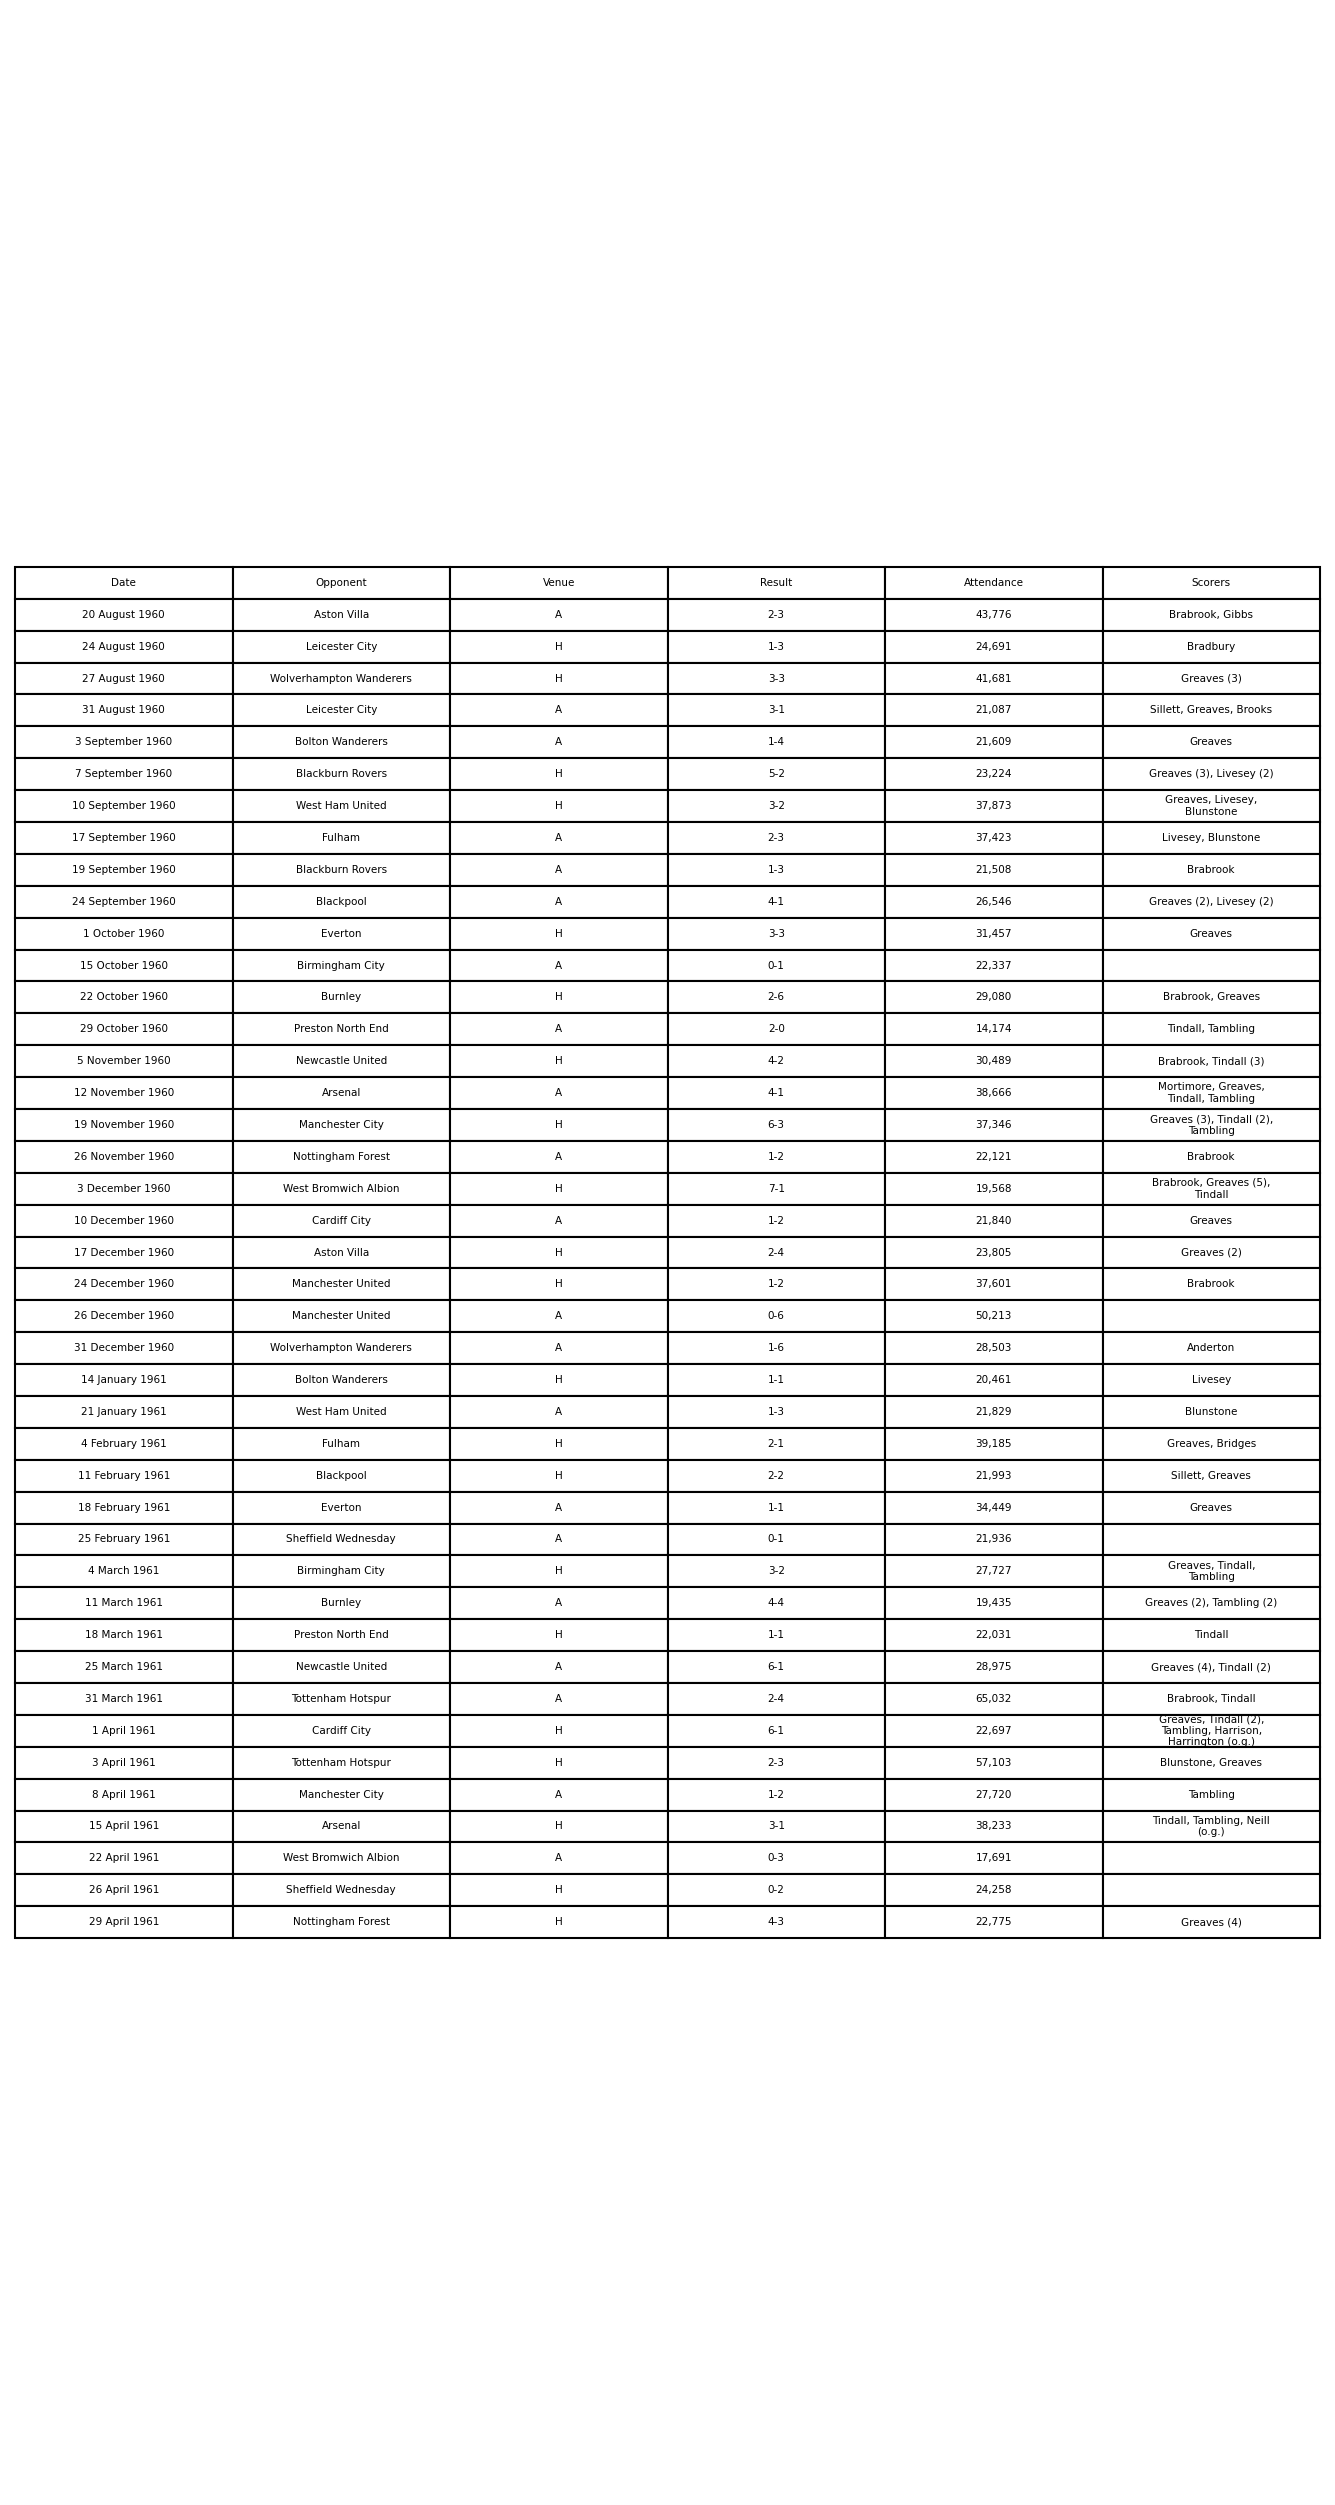 Date Opponent Venue Result Attendance Scorers
20 August 1960 Aston Villa A 2-3 43,776 Brabrook, Gibbs
24 August 1960 Leicester City H 1-3 24,691 Bradbury
27 August 1960 Wolverhampton Wanderers H 3-3 41,681 Greaves (3)
31 August 1960 Leicester City A 3-1 21,087 Sillett, Greaves, Brooks
3 September 1960 Bolton Wanderers A 1-4 21,609 Greaves
7 September 1960 Blackburn Rovers H 5-2 23,224 Greaves (3), Livesey (2)
10 September 1960 West Ham United H 3-2 37,873 Greaves, Livesey,
Blunstone
17 September 1960 Fulham A 2-3 37,423 Livesey, Blunstone
19 September 1960 Blackburn Rovers A 1-3 21,508 Brabrook
24 September 1960 Blackpool A 4-1 26,546 Greaves (2), Livesey (2)
1 October 1960 Everton H 3-3 31,457 Greaves
15 October 1960 Birmingham City A 0-1 22,337
22 October 1960 Burnley H 2-6 29,080 Brabrook, Greaves
29 October 1960 Preston North End A 2-0 14,174 Tindall, Tambling
5 November 1960 Newcastle United H 4-2 30,489 Brabrook, Tindall (3)
12 November 1960 Arsenal A 4-1 38,666 Mortimore, Greaves,
Tindall, Tambling
19 November 1960 Manchester City H 6-3 37,346 Greaves (3), Tindall (2),
Tambling
26 November 1960 Nottingham Forest A 1-2 22,121 Brabrook
3 December 1960 West Bromwich Albion H 7-1 19,568 Brabrook, Greaves (5),
Tindall
10 December 1960 Cardiff City A 1-2 21,840 Greaves
17 December 1960 Aston Villa H 2-4 23,805 Greaves (2)
24 December 1960 Manchester United H 1-2 37,601 Brabrook
26 December 1960 Manchester United A 0-6 50,213
31 December 1960 Wolverhampton Wanderers A 1-6 28,503 Anderton
14 January 1961 Bolton Wanderers H 1-1 20,461 Livesey
21 January 1961 West Ham United A 1-3 21,829 Blunstone
4 February 1961 Fulham H 2-1 39,185 Greaves, Bridges
11 February 1961 Blackpool H 2-2 21,993 Sillett, Greaves
18 February 1961 Everton A 1-1 34,449 Greaves
25 February 1961 Sheffield Wednesday A 0-1 21,936
4 March 1961 Birmingham City H 3-2 27,727 Greaves, Tindall,
Tambling
11 March 1961 Burnley A 4-4 19,435 Greaves (2), Tambling (2)
18 March 1961 Preston North End H 1-1 22,031 Tindall
25 March 1961 Newcastle United A 6-1 28,975 Greaves (4), Tindall (2)
31 March 1961 Tottenham Hotspur A 2-4 65,032 Brabrook, Tindall
1 April 1961 Cardiff City H 6-1 22,697 Greaves, Tindall (2),
Tambling, Harrison,
Harrington (o.g.)
3 April 1961 Tottenham Hotspur H 2-3 57,103 Blunstone, Greaves
8 April 1961 Manchester City A 1-2 27,720 Tambling
15 April 1961 Arsenal H 3-1 38,233 Tindall, Tambling, Neill
(o.g.)
22 April 1961 West Bromwich Albion A 0-3 17,691
26 April 1961 Sheffield Wednesday H 0-2 24,258
29 April 1961 Nottingham Forest H 4-3 22,775 Greaves (4)